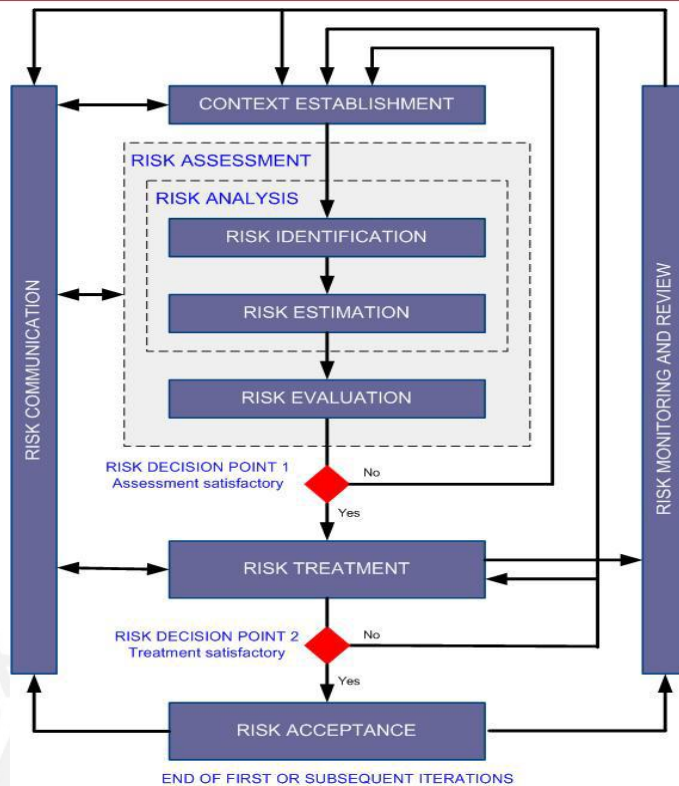 CONTEXT ESTABLISHMENT
RISK ASSESSMENT
RISK ANALYSIS
RISK IDENTIFICATION
RISK ESTIMATION
RISK EVALUATION
RISK COMMUNICATION
RISK MONITORING AND REVIEW
RISK DECISION POINT 1
Assessment satisfactory
No
Yes
RISK TREATMENT
RISK DECISION POINT 2
Treatment satisfactory
No
Yes
RISK ACCEPTANCE
END OF FIRST OR SUBSEQUENT ITERATIONS